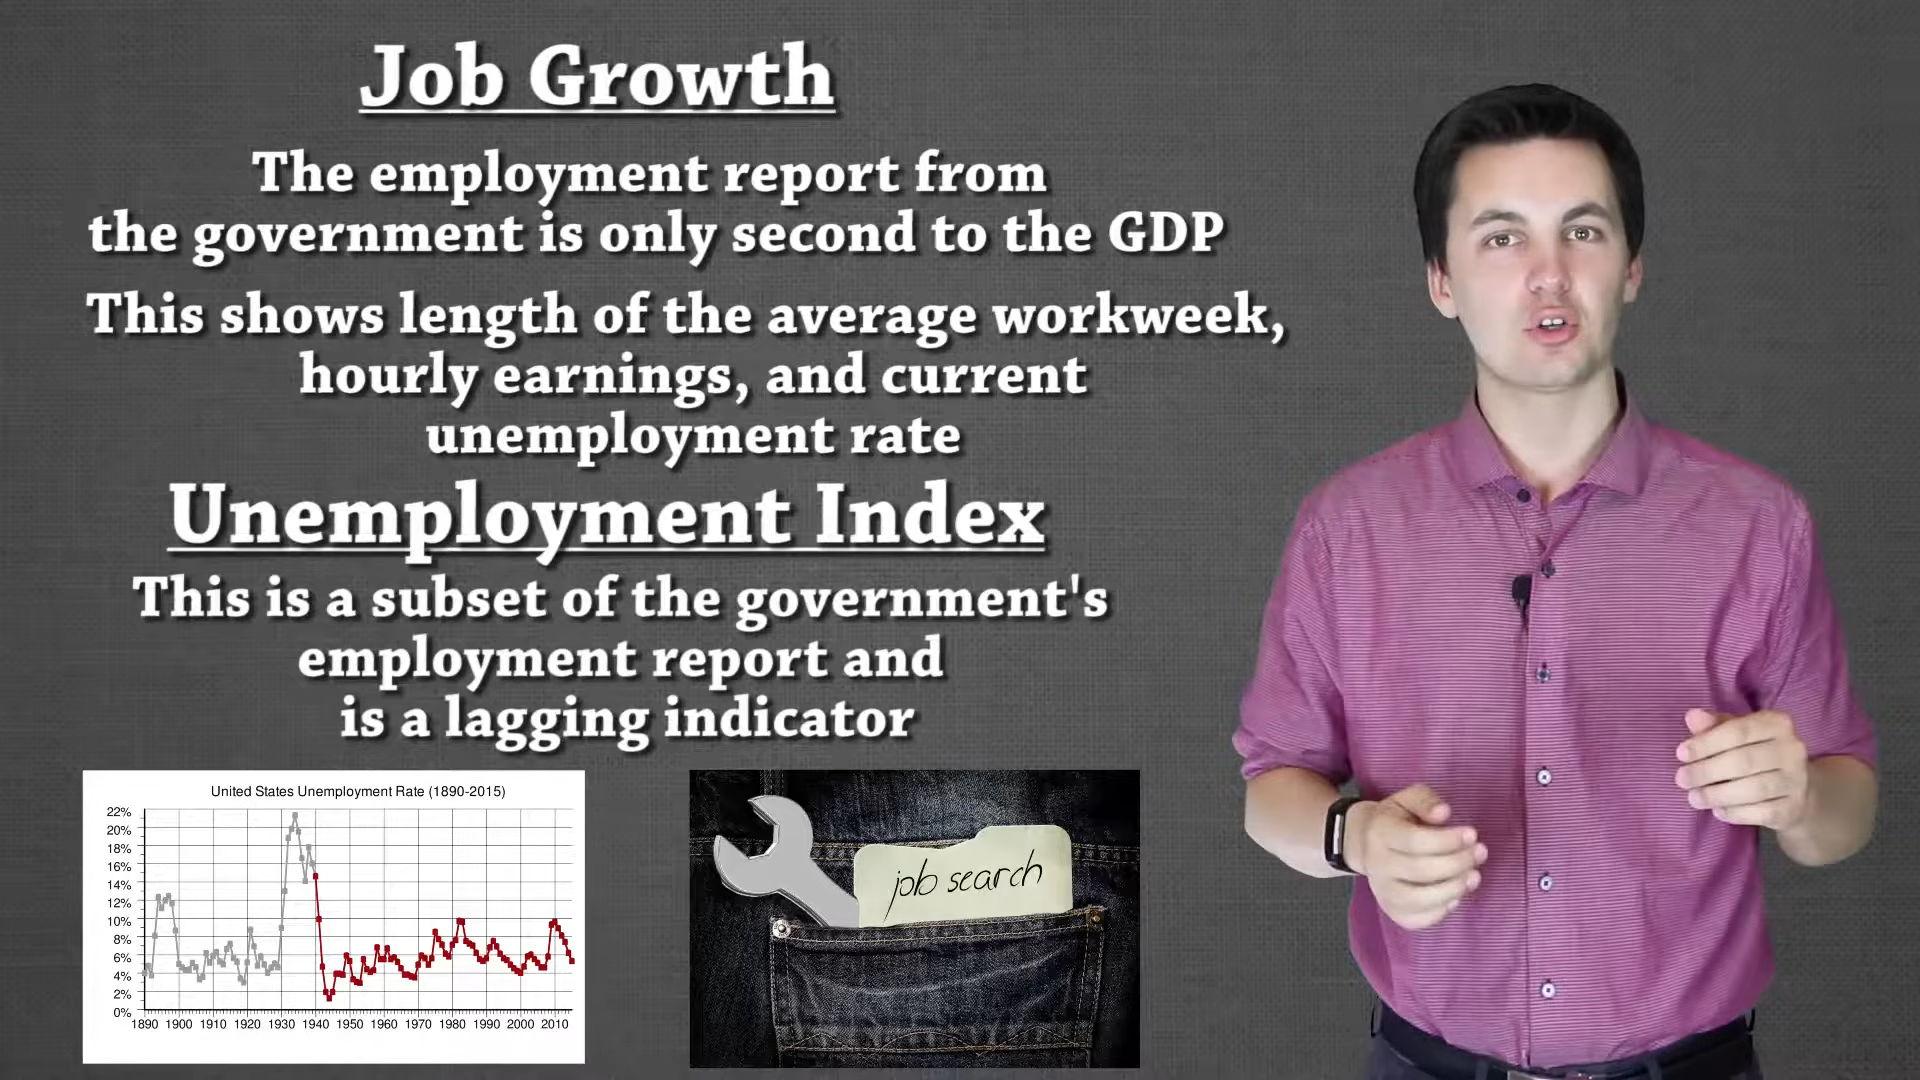 Job Growth
The employment report from
the government is only second to the GDP
This shows length of the average workweek,
hourly earnings, and current
unemployment rate
Unemployment Index
This is a subset of the government's
employment report and
is a lagging indicator
United States Unemployment Rate (1890-2015)
22%
20%
18%
16%
14%
12%
10%
8%
6%
4%
2%
0%
1890 1900 1910 1920 1930 1940 1950 1960 1970 1980 1990 2000 2010
job search